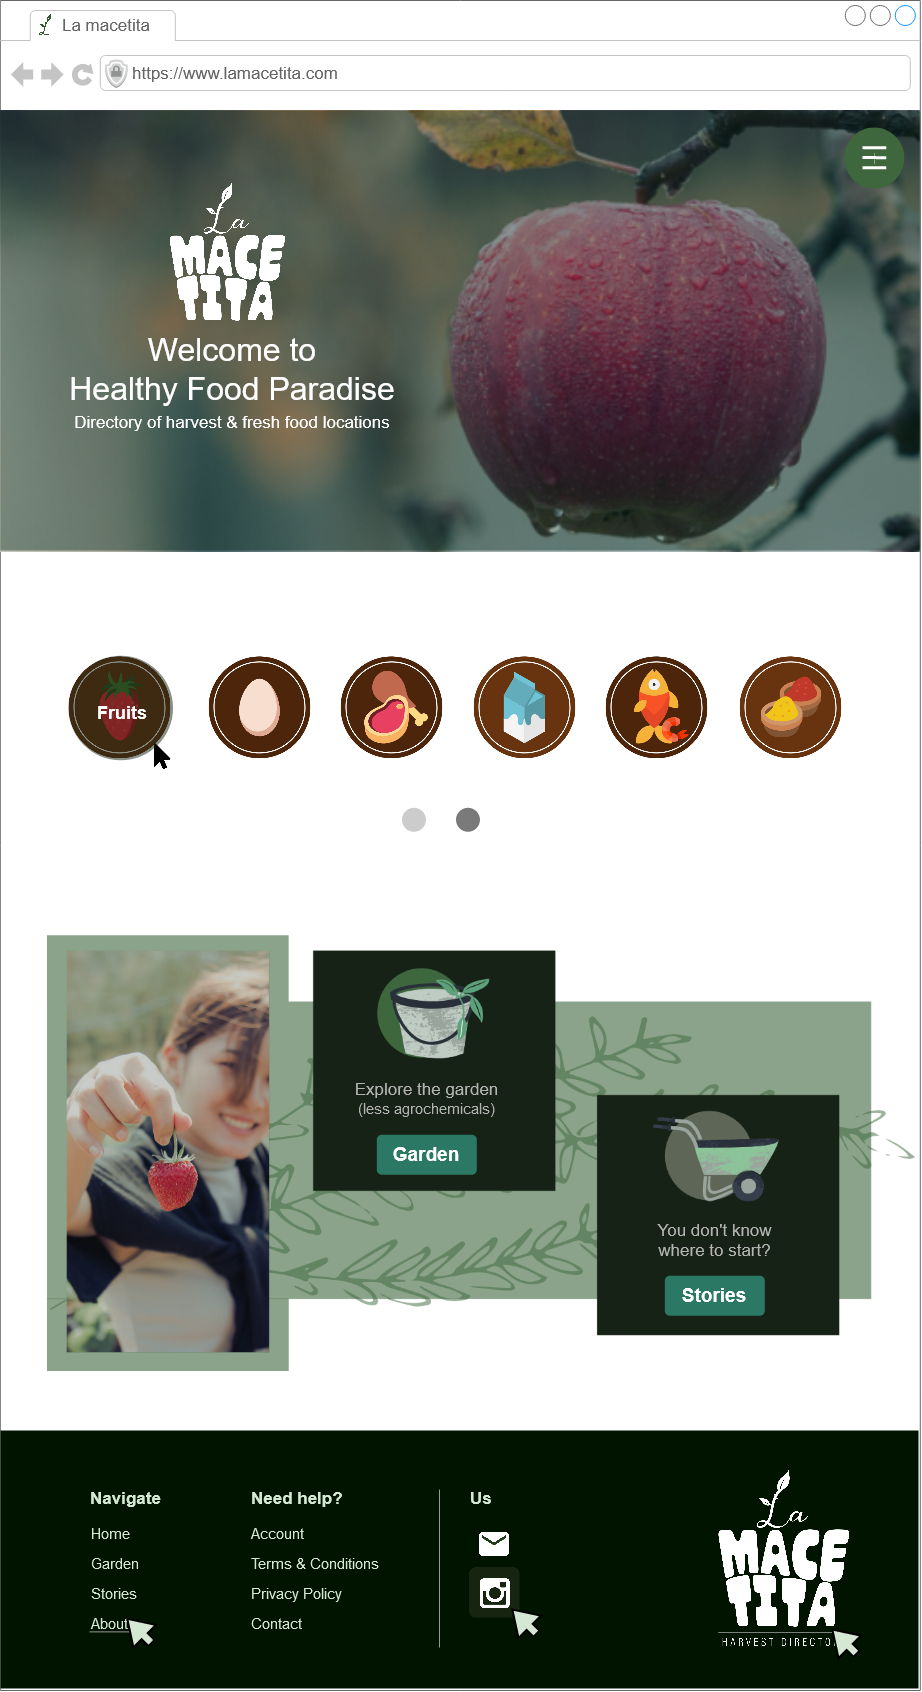 La macetita
https://www.lamacetita.com
La
MACE
TITA
Welcome to
Healthy Food Paradise
Directory of harvest & fresh food locations
Fruits
Explore the garden
(less agrochemicals)
Garden
You don't know
where to start?
Stories
Navigate
Home
Garden
Stories
About
Need help?
Account
Terms & Conditions
Privacy Policy
Contact
Us
La
MACE
TITA
HARVEST